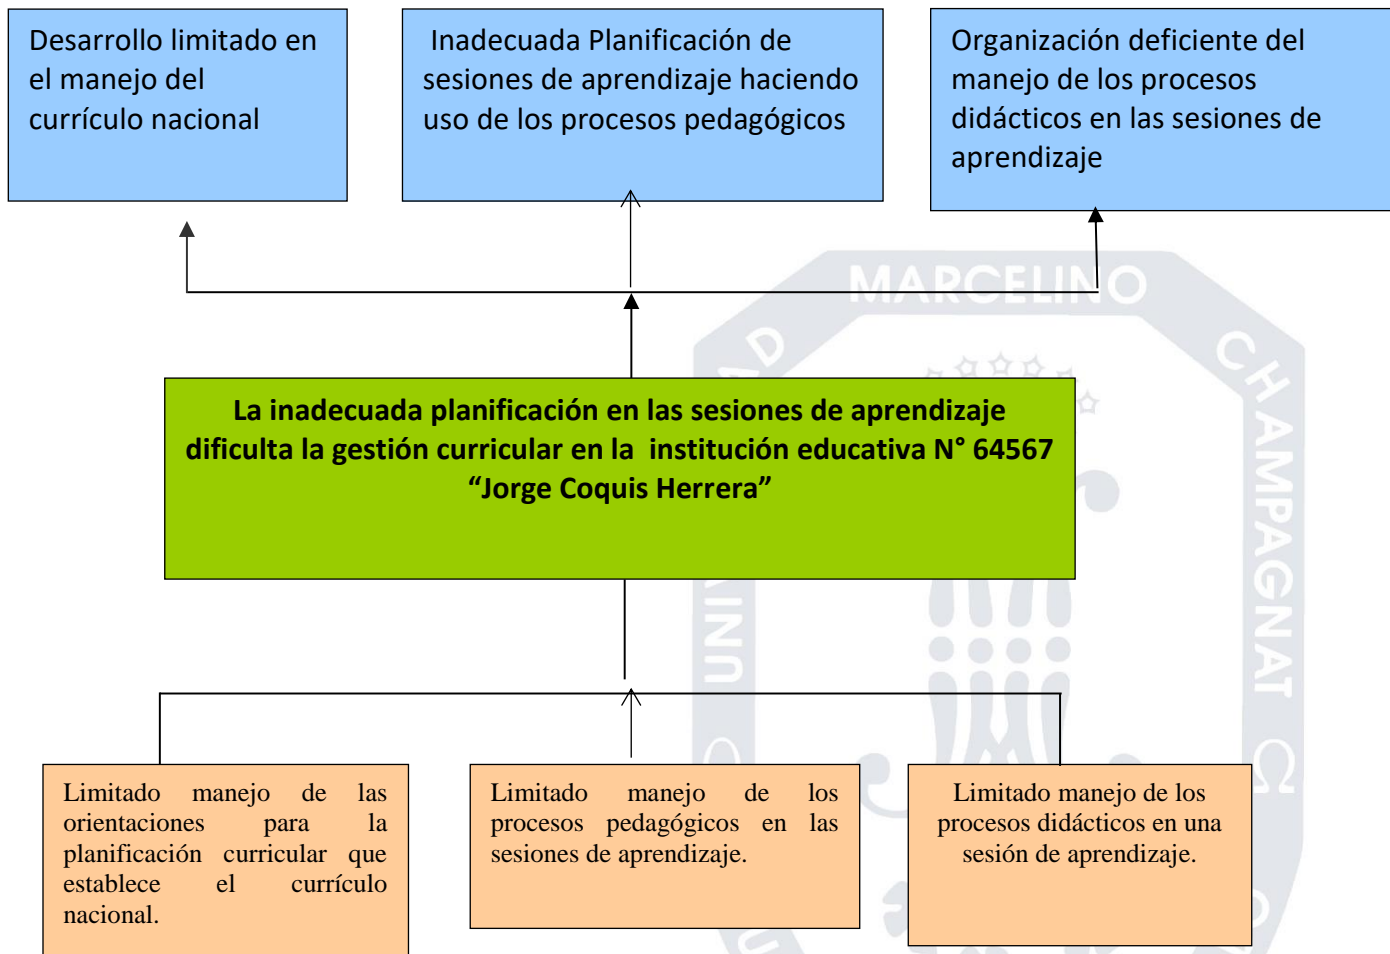 Desarrollo limitado en
el manejo del
currículo nacional
Inadecuada Planificación de
sesiones de aprendizaje haciendo
uso de los procesos pedagógicos
Organización deficiente del
manejo de los procesos
didácticos en las sesiones de
aprendizaje
MARCELINO
CHAMPAGNAT
La inadecuada planificación en las sesiones de aprendizaje
dificulta la gestión curricular en la institución educativa N° 64567
“Jorge Coquis Herrera”
Limitado manejo de las
orientaciones para la
planificación curricular que
establece el currículo
nacional.
Limitado manejo de los
procesos pedagógicos en las
sesiones de aprendizaje.
Limitado manejo de los
procesos didácticos en una
sesión de aprendizaje.